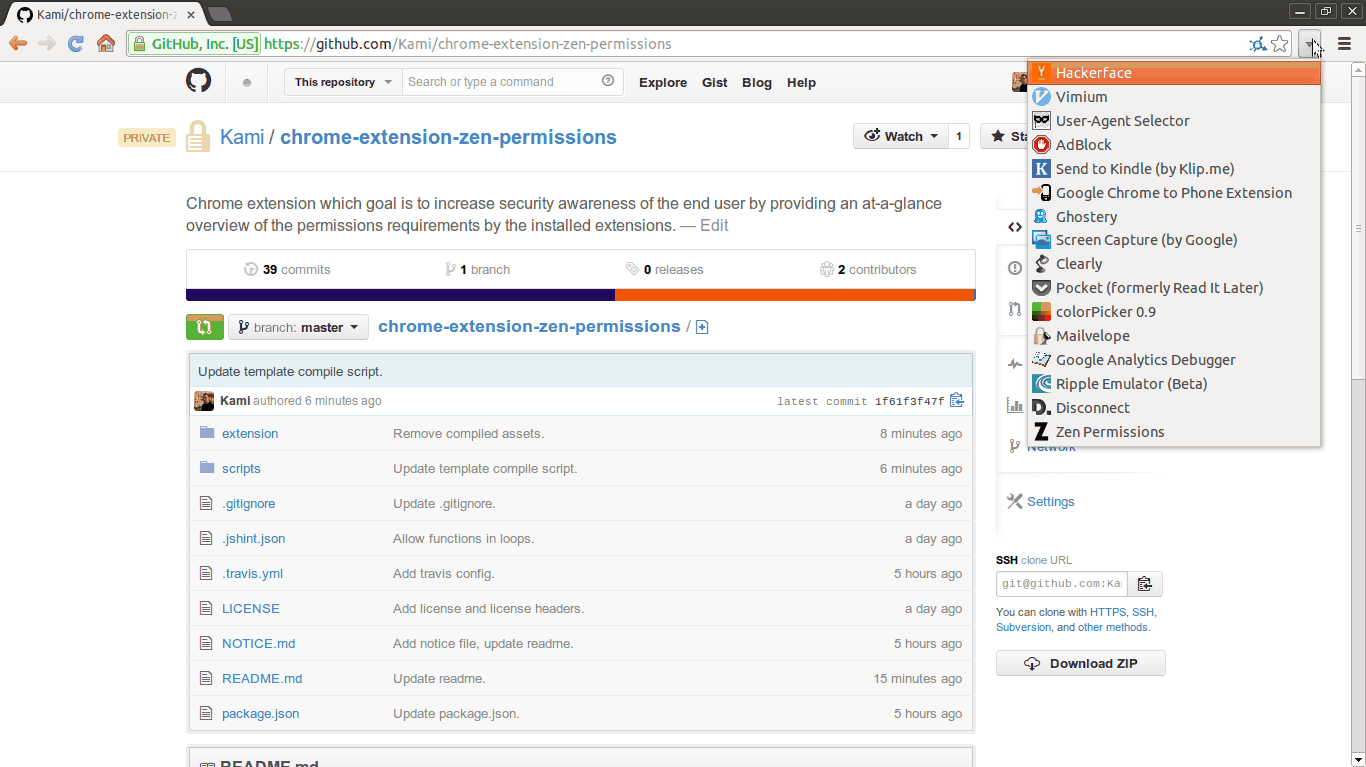 Kami/chrome-extension-z
GitHub, Inc. [US] https://github.com/Kami/chrome-extension-zen-permissions
This repository Search or type a command Explore Gist Blog Help
PRIVATE Kami / chrome-extension-zen-permissions
Watch 1
Sta
Chrome extension which goal is to increase security awareness of the end user by providing an at-a-glance
overview of the permissions requirements by the installed extensions. — Edit
39 commits 1 branch 0 releases 2 contributors
branch: master chrome-extension-zen-permissions /
Update template compile script.
Kami authored 6 minutes ago latest commit 1f61f3f47f
extension Remove compiled assets. 8 minutes ago
scripts Update template compile script. 6 minutes ago
.gitignore Update .gitignore. a day ago
.jshint.json Allow functions in loops. a day ago
.travis.yml Add travis config. 5 hours ago
LICENSE Add license and license headers. a day ago
NOTICE.md Add notice file, update readme. 5 hours ago
README.md Update readme. 15 minutes ago
package.json Update package.json. 5 hours ago
README.md
Hackerface
Vimium
User-Agent Selector
AdBlock
Send to Kindle (by Klip.me)
Google Chrome to Phone Extension
Ghostery
Screen Capture (by Google)
Clearly
Pocket (formerly Read It Later)
colorPicker 0.9
Mailvelope
Google Analytics Debugger
Ripple Emulator (Beta)
Disconnect
Zen Permissions
Network
Settings
SSH clone URL
git@github.com:Ka
You can clone with HTTPS, SSH,
Subversion, and other methods.
Download ZIP